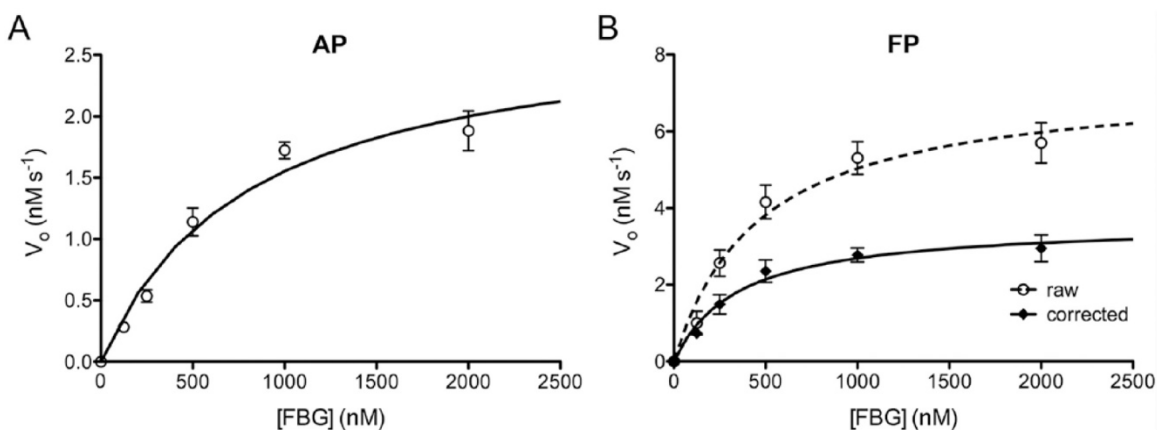 A
AP
2.5
2.0
1.5
1.0
0.5
0.0
V₀ (nM s⁻¹)
0 500 1000 1500 2000 2500
[FBG] (nM)
B
FP
8
6
4
2
0
V₀ (nM s⁻¹)
raw
corrected
0 500 1000 1500 2000 2500
[FBG] (nM)